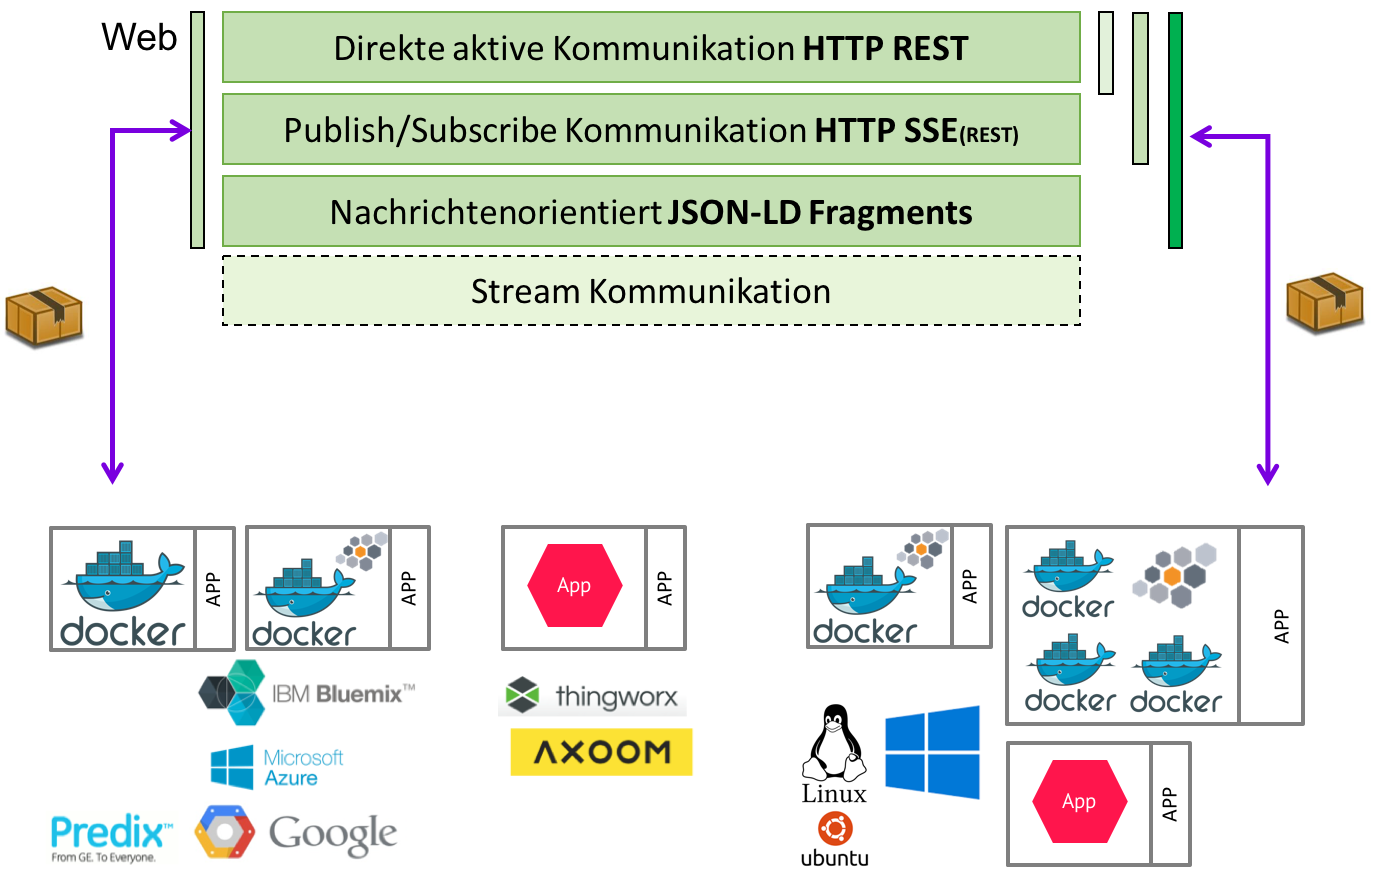 Web
Direkte aktive Kommunikation HTTP REST
Publish/Subscribe Kommunikation HTTP SSE(REST)
Nachrichtenorientiert JSON-LD Fragments
Stream Kommunikation
docker
APP
docker
APP
App
APP
docker
APP
docker
docker
docker
APP
IBM Bluemix™
Microsoft
Azure
Predix™
From GE. To Everyone.
Google
thingworx
AXOOM
Linux
ubuntu
App
APP